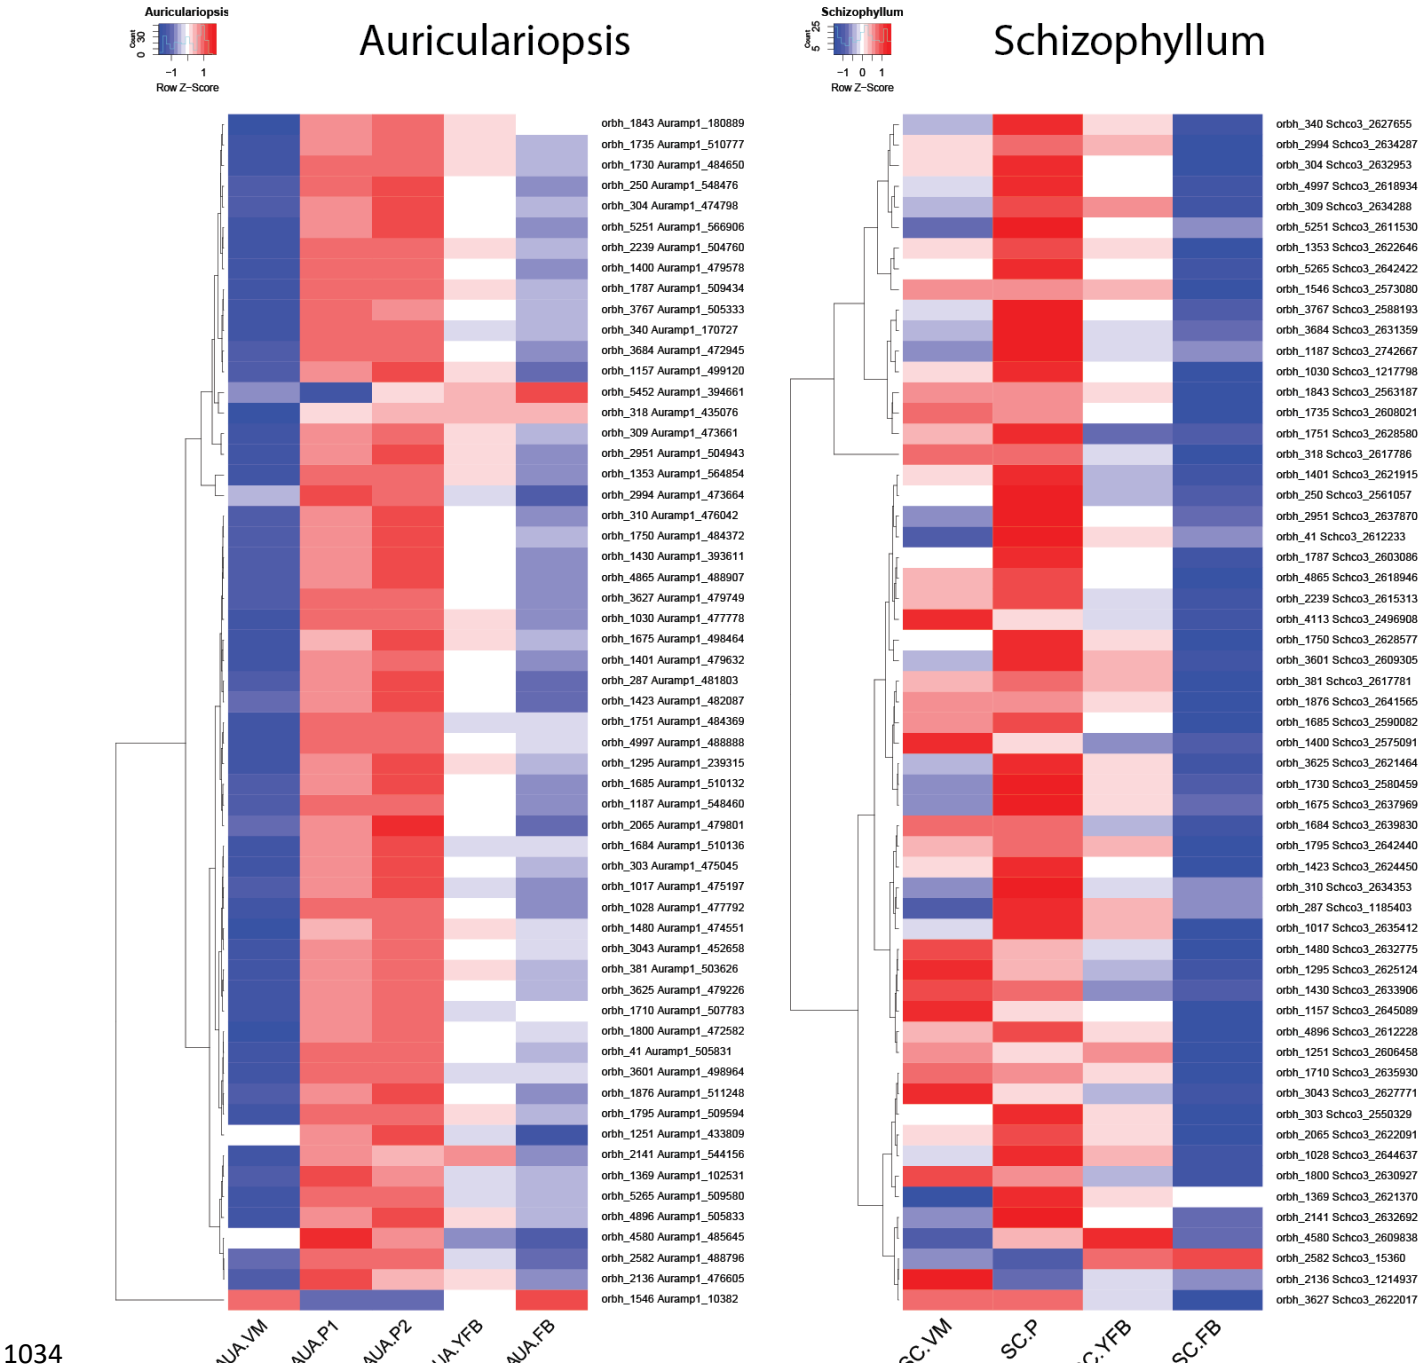 Auriculariopsis
Count
0 30
-1 1
Row Z-Score
Auriculariopsis
orbh_1843 Auramp1_180889
orbh_1735 Auramp1_510777
orbh_1730 Auramp1_484650
orbh_250 Auramp1_548476
orbh_304 Auramp1_474798
orbh_5251 Auramp1_566906
orbh_2239 Auramp1_504760
orbh_1400 Auramp1_479578
orbh_1787 Auramp1_509434
orbh_3767 Auramp1_505333
orbh_340 Auramp1_170727
orbh_3684 Auramp1_472945
orbh_1157 Auramp1_499120
orbh_5452 Auramp1_394661
orbh_318 Auramp1_435076
orbh_309 Auramp1_473661
orbh_2951 Auramp1_504943
orbh_1353 Auramp1_564854
orbh_2994 Auramp1_473664
orbh_310 Auramp1_476042
orbh_1750 Auramp1_484372
orbh_1430 Auramp1_393611
orbh_4865 Auramp1_488907
orbh_3627 Auramp1_479749
orbh_1030 Auramp1_477778
orbh_1675 Auramp1_498464
orbh_1401 Auramp1_479632
orbh_287 Auramp1_481803
orbh_1423 Auramp1_482087
orbh_1751 Auramp1_484369
orbh_4997 Auramp1_488888
orbh_1295 Auramp1_239315
orbh_1685 Auramp1_510132
orbh_1187 Auramp1_548460
orbh_2065 Auramp1_479801
orbh_1684 Auramp1_510136
orbh_303 Auramp1_475045
orbh_1017 Auramp1_475197
orbh_1028 Auramp1_477792
orbh_1480 Auramp1_474551
orbh_3043 Auramp1_452658
orbh_381 Auramp1_503626
orbh_3625 Auramp1_479226
orbh_1710 Auramp1_507783
orbh_1800 Auramp1_472582
orbh_41 Auramp1_505831
orbh_3601 Auramp1_498964
orbh_1876 Auramp1_511248
orbh_1795 Auramp1_509594
orbh_1251 Auramp1_433809
orbh_2141 Auramp1_544156
orbh_1369 Auramp1_102531
orbh_5265 Auramp1_509580
orbh_4896 Auramp1_505833
orbh_4580 Auramp1_485645
orbh_2582 Auramp1_488796
orbh_2136 Auramp1_476605
orbh_1546 Auramp1_10382
AUA.VM
AUA.P1
AUA.P2
UA.YFB
AUA.FB
Schizophyllum
Count
5 25
-1 0 1
Row Z-Score
Schizophyllum
orbh_340 Schco3_2627655
orbh_2994 Schco3_2634287
orbh_304 Schco3_2632953
orbh_4997 Schco3_2618934
orbh_309 Schco3_2634288
orbh_5251 Schco3_2611530
orbh_1353 Schco3_2622646
orbh_5265 Schco3_2642422
orbh_1546 Schco3_2573080
orbh_3767 Schco3_2588193
orbh_3684 Schco3_2631359
orbh_1187 Schco3_2742667
orbh_1030 Schco3_1217798
orbh_1843 Schco3_2563187
orbh_1735 Schco3_2608021
orbh_1751 Schco3_2628580
orbh_318 Schco3_2617786
orbh_1401 Schco3_2621915
orbh_250 Schco3_2561057
orbh_2951 Schco3_2637870
orbh_41 Schco3_2612233
orbh_1787 Schco3_2603086
orbh_4865 Schco3_2618946
orbh_2239 Schco3_2615313
orbh_4113 Schco3_2496908
orbh_1750 Schco3_2628577
orbh_3601 Schco3_2609305
orbh_381 Schco3_2617781
orbh_1876 Schco3_2641565
orbh_1685 Schco3_2590082
orbh_1400 Schco3_2575091
orbh_3625 Schco3_2621464
orbh_1730 Schco3_2580459
orbh_1675 Schco3_2637969
orbh_1684 Schco3_2639830
orbh_1795 Schco3_2642440
orbh_1423 Schco3_2624450
orbh_310 Schco3_2634353
orbh_287 Schco3_1185403
orbh_1017 Schco3_2635412
orbh_1480 Schco3_2632775
orbh_1295 Schco3_2625124
orbh_1430 Schco3_2633906
orbh_1157 Schco3_2645089
orbh_4896 Schco3_2612228
orbh_1251 Schco3_2606458
orbh_1710 Schco3_2635930
orbh_3043 Schco3_2627771
orbh_303 Schco3_2550329
orbh_2065 Schco3_2622091
orbh_1028 Schco3_2644637
orbh_1800 Schco3_2630927
orbh_1369 Schco3_2621370
orbh_2141 Schco3_2632692
orbh_4580 Schco3_2609838
orbh_2582 Schco3_15360
orbh_2136 Schco3_1214937
orbh_3627 Schco3_2622017
SC.VM
SC.P
SC.YFB
SC.FB
1034